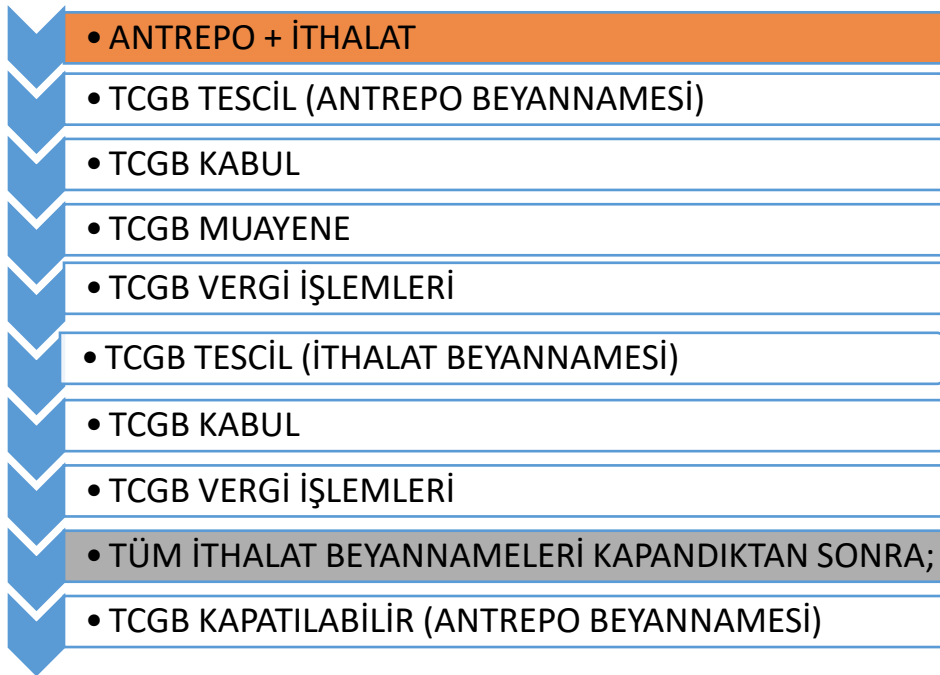 • ANTREPO + İTHALAT
• TCGB TESCİL (ANTREPO BEYANNAMESİ)
• TCGB KABUL
• TCGB MUAYENE
• TCGB VERGİ İŞLEMLERİ
• TCGB TESCİL (İTHALAT BEYANNAMESİ)
• TCGB KABUL
• TCGB VERGİ İŞLEMLERİ
• TÜM İTHALAT BEYANNAMELERİ KAPANDIKTAN SONRA;
• TCGB KAPATILABİLİR (ANTREPO BEYANNAMESİ)